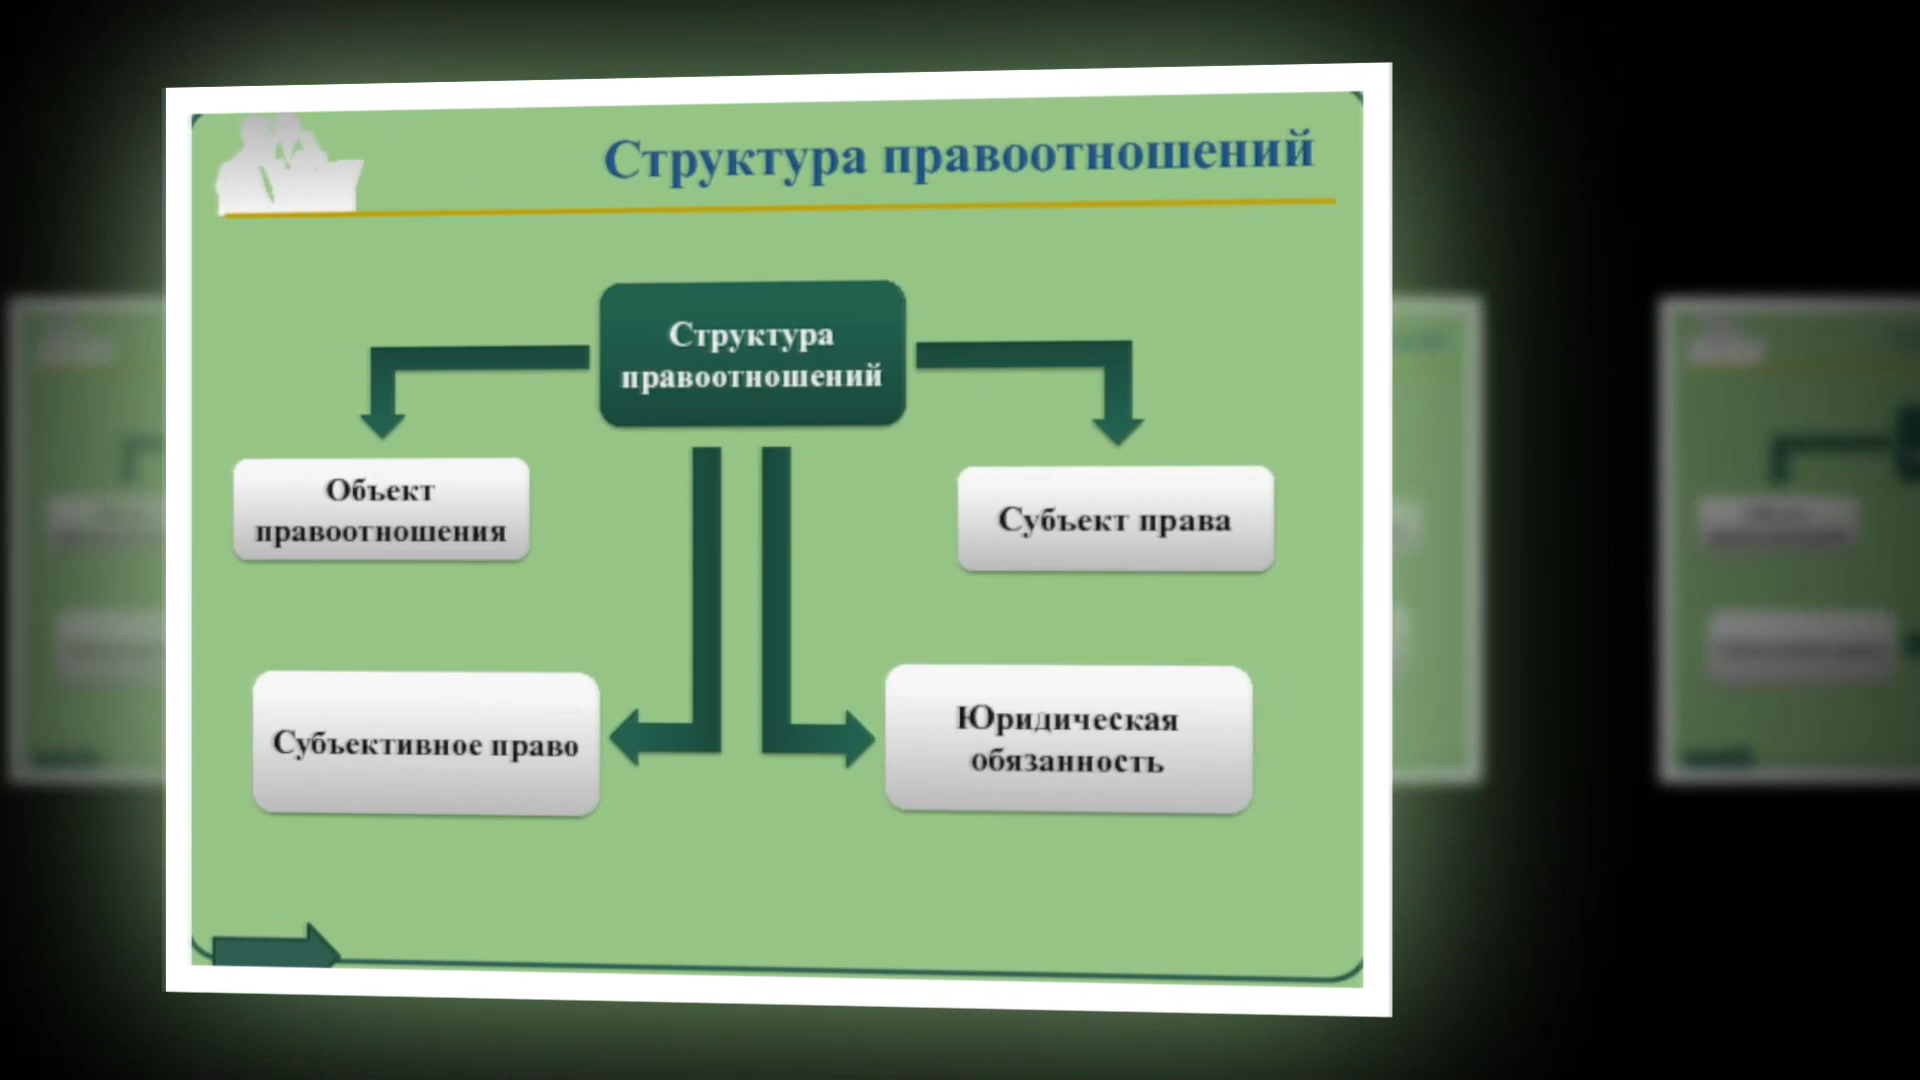 Структура правоотношений
Структура
правоотношений
Объект
правоотношения
Субъект права
Субъективное право
Юридическая
обязанность